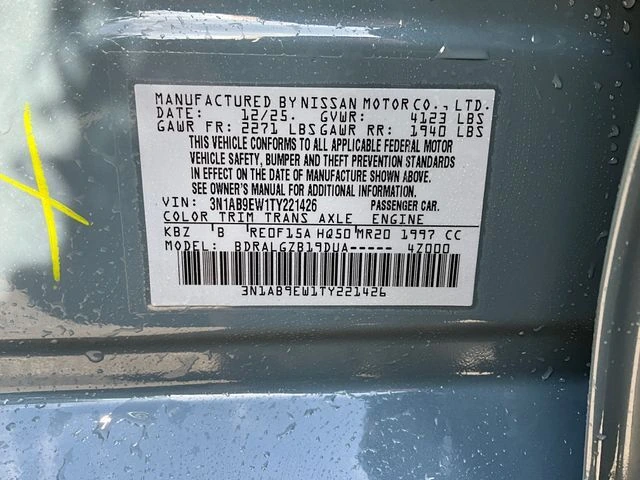 MANUFACTURED BY NISSAN MOTOR CO., LTD.
DATE: 12/25. GVWR: 4123 LBS
GAWR FR: 2271 LBS GAWR RR: 1940 LBS
THIS VEHICLE CONFORMS TO ALL APPLICABLE FEDERAL MOTOR
VEHICLE SAFETY, BUMPER AND THEFT PREVENTION STANDARDS
IN EFFECT ON THE DATE OF MANUFACTURE SHOWN ABOVE.
SEE OWNER'S MANUAL FOR ADDITIONAL INFORMATION.
VIN: 3N1AB9EW1TY221426 PASSENGER CAR.
COLOR TRIM TRANS AXLE ENGINE
KBZ B RE0F15A HQ50 MR20 1997 CC
MODEL: BDRALGZB19DUA----- 4Z000
3N1AB9EW1TY221426